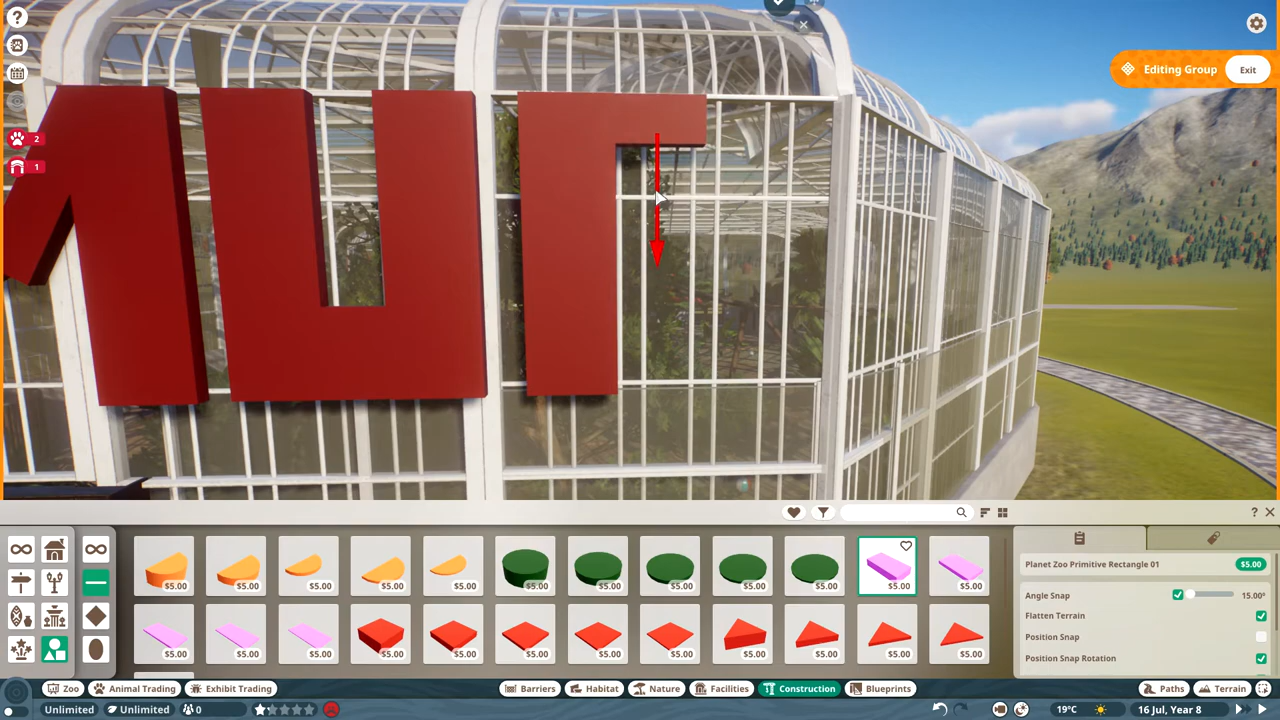 Editing Group
Exit
2
1
MUT
$5.00 $5.00 $5.00 $5.00 $5.00 $5.00 $5.00 $5.00 $5.00 $5.00 $5.00 $5.00
$5.00 $5.00 $5.00 $5.00 $5.00 $5.00 $5.00 $5.00 $5.00 $5.00 $5.00 $5.00
Planet Zoo Primitive Rectangle 01 $5.00
Angle Snap 15.00°
Flatten Terrain
Position Snap
Position Snap Rotation
Zoo Animal Trading Exhibit Trading Barriers Habitat Nature Facilities Construction Blueprints Paths Terrain
Unlimited Unlimited 0 19°C 16 Jul, Year 8